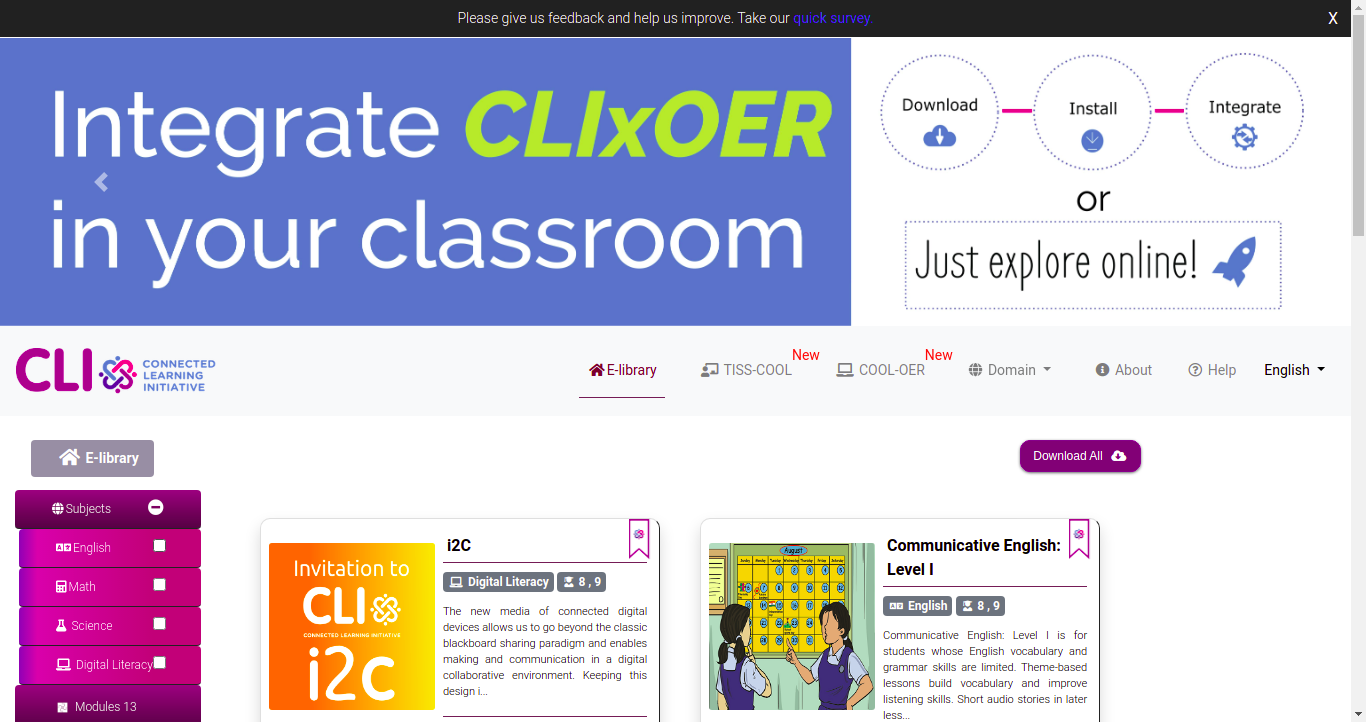 Please give us feedback and help us improve. Take our quick survey.
X
Integrate CLIxOER
in your classroom
Download
Install
Integrate
or
Just explore online!
CLI
CONNECTED
LEARNING
INITIATIVE
E-library
TISS-COOL
New
COOL-OER
New
Domain
About
Help
English
E-library
Download All
Subjects
English
Math
Science
Digital Literacy
Modules 13
Invitation to
CLI
CONNECTED LEARNING INITIATIVE
i2c
i2C
Digital Literacy
8 , 9
The new media of connected digital
devices allows us to go beyond the classic
blackboard sharing paradigm and enables
making and communication in a digital
collaborative environment. Keeping this
design i...
August
Communicative English:
Level I
English
8 , 9
Communicative English: Level I is for
students whose English vocabulary and
grammar skills are limited. Theme-based
lessons build vocabulary and improve
listening skills. Short audio stories in later
less...